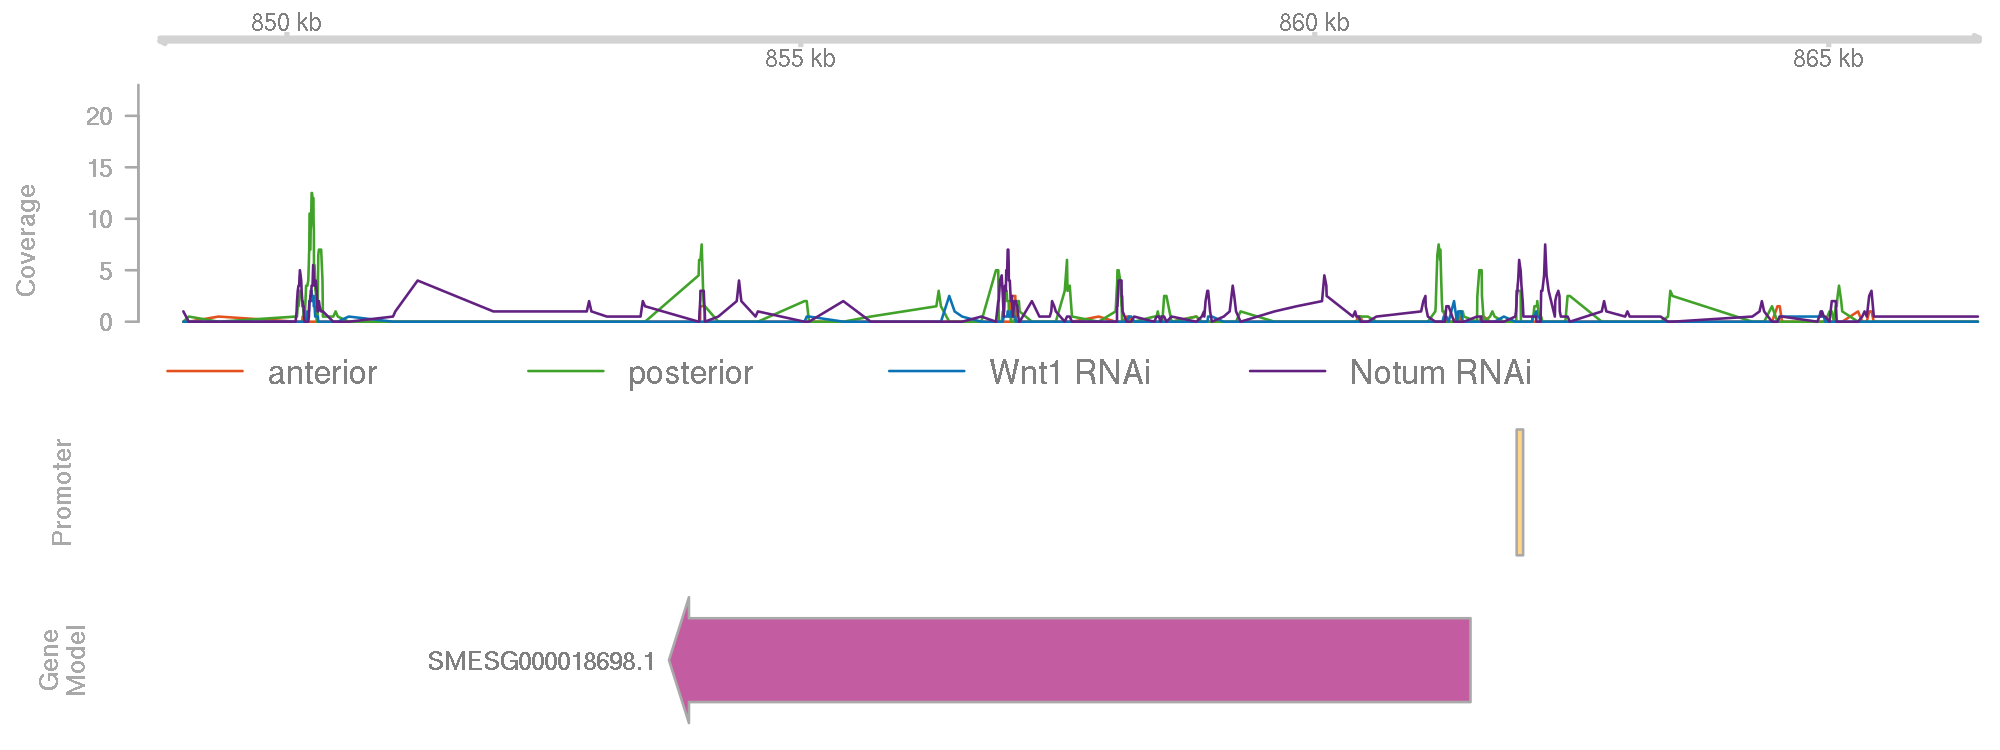 850 kb
860 kb
855 kb
865 kb
Coverage
20
15
10
5
0
anterior
posterior
Wnt1 RNAi
Notum RNAi
Promoter
Gene
Model
SMESG000018698.1